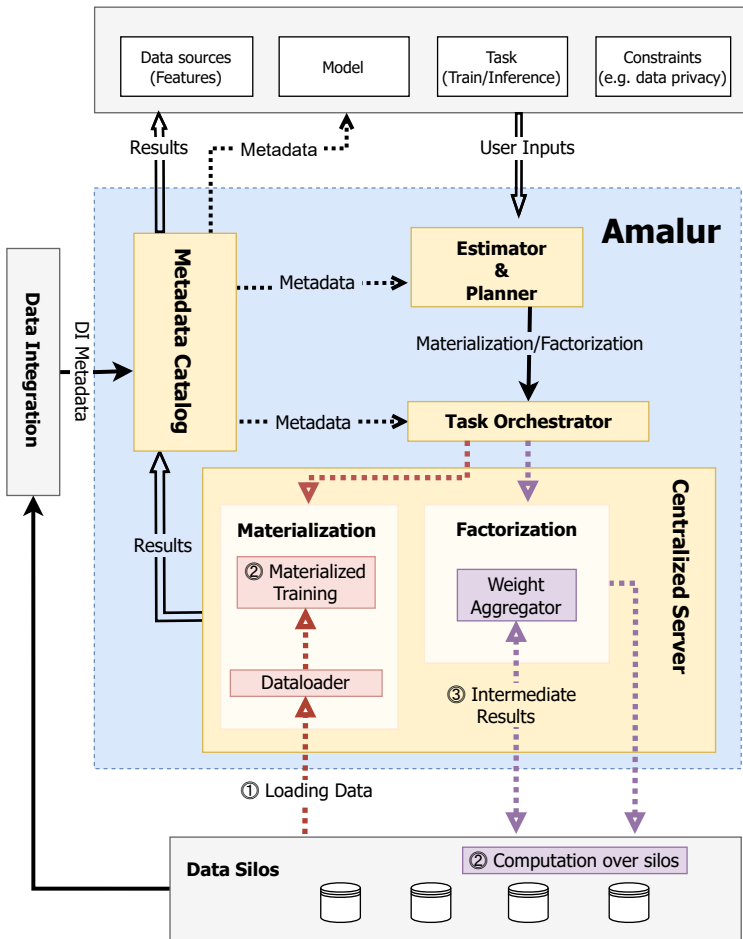 Data sources
(Features)
Model
Task
(Train/Inference)
Constraints
(e.g. data privacy)
Results
Metadata
User Inputs
Amalur
Metadata Catalog
Estimator
&
Planner
Metadata
Data Integration
DI Metadata
Materialization/Factorization
Metadata
Task Orchestrator
Centralized Server
Materialization
Factorization
Results
② Materialized
Training
Weight
Aggregator
Dataloader
③ Intermediate
Results
① Loading Data
Data Silos
② Computation over silos